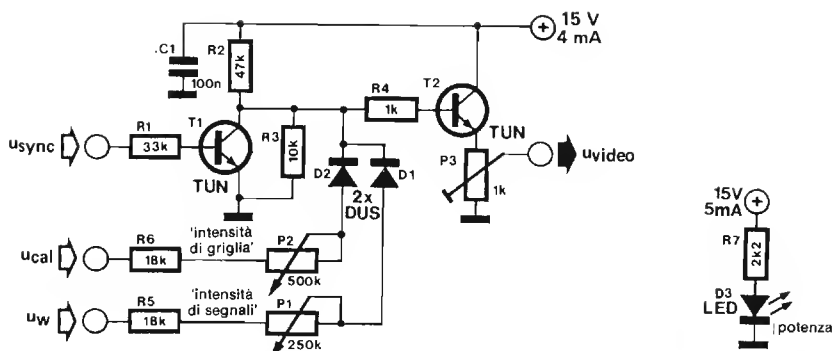 15 V
4 mA
.C1
100n
R2
47k
R4
1k
T2
TUN
usync
R1
33k
T1
TUN
R3
10k
D2
D1
2x
DUS
P3
1k
uvideo
ucal
R6
18k
'intensità
di griglia'
P2
500k
uw
R5
18k
'intensità
di segnali'
P1
250k
15V
5mA
R7
2k2
D3
LED
potenza